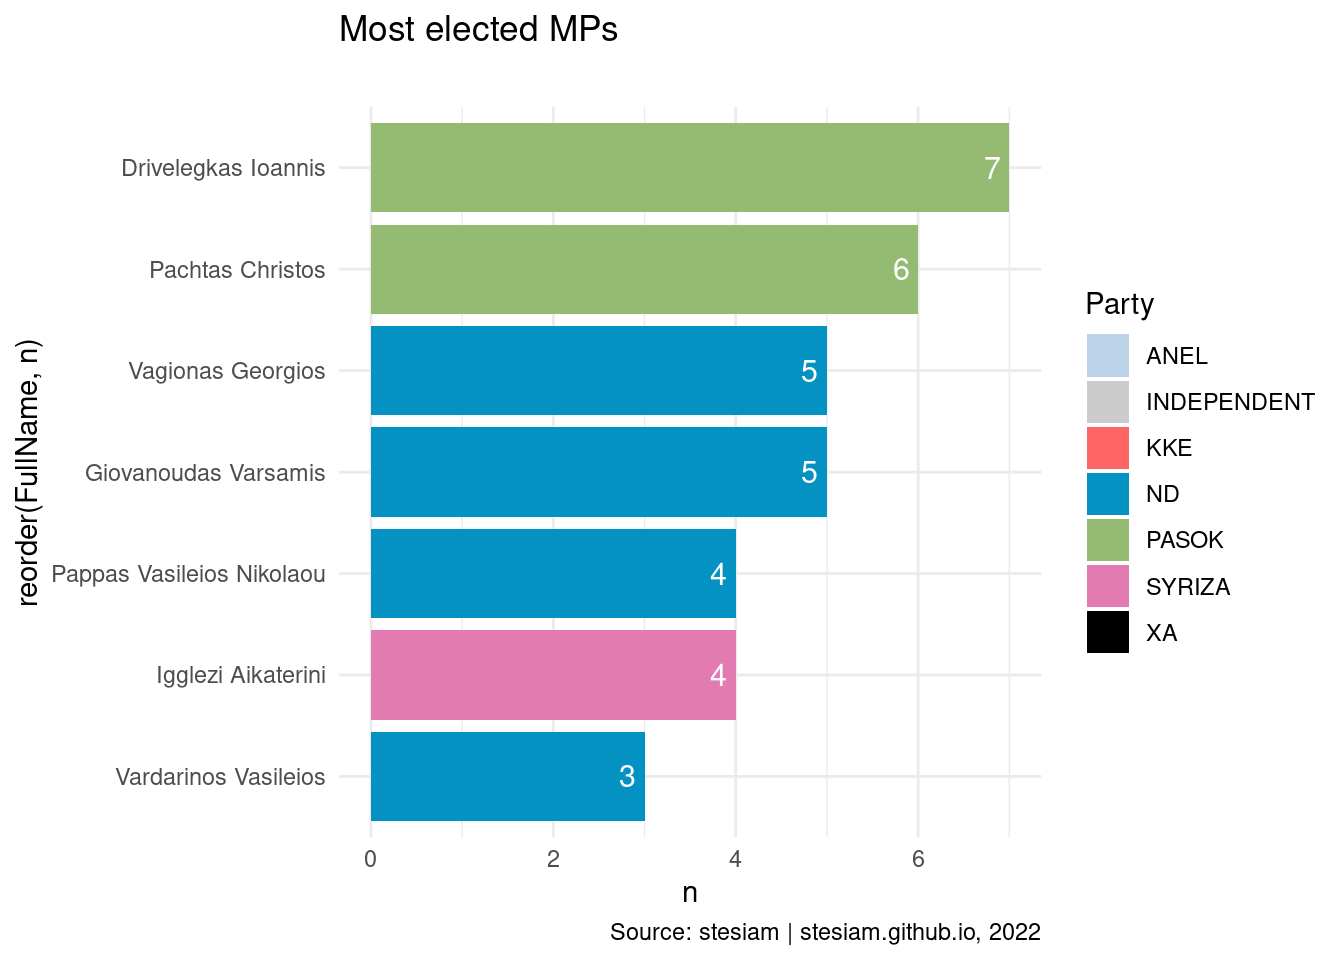 Most elected MPs
reorder(FullName, n)
Drivelegkas Ioannis
7
Pachtas Christos
6
Vagionas Georgios
5
Giovanoudas Varsamis
5
Pappas Vasileios Nikolaou
4
Igglezi Aikaterini
4
Vardarinos Vasileios
3
0 2 4 6
n
Party
ANEL
INDEPENDENT
KKE
ND
PASOK
SYRIZA
XA
Source: stesiam | stesiam.github.io, 2022